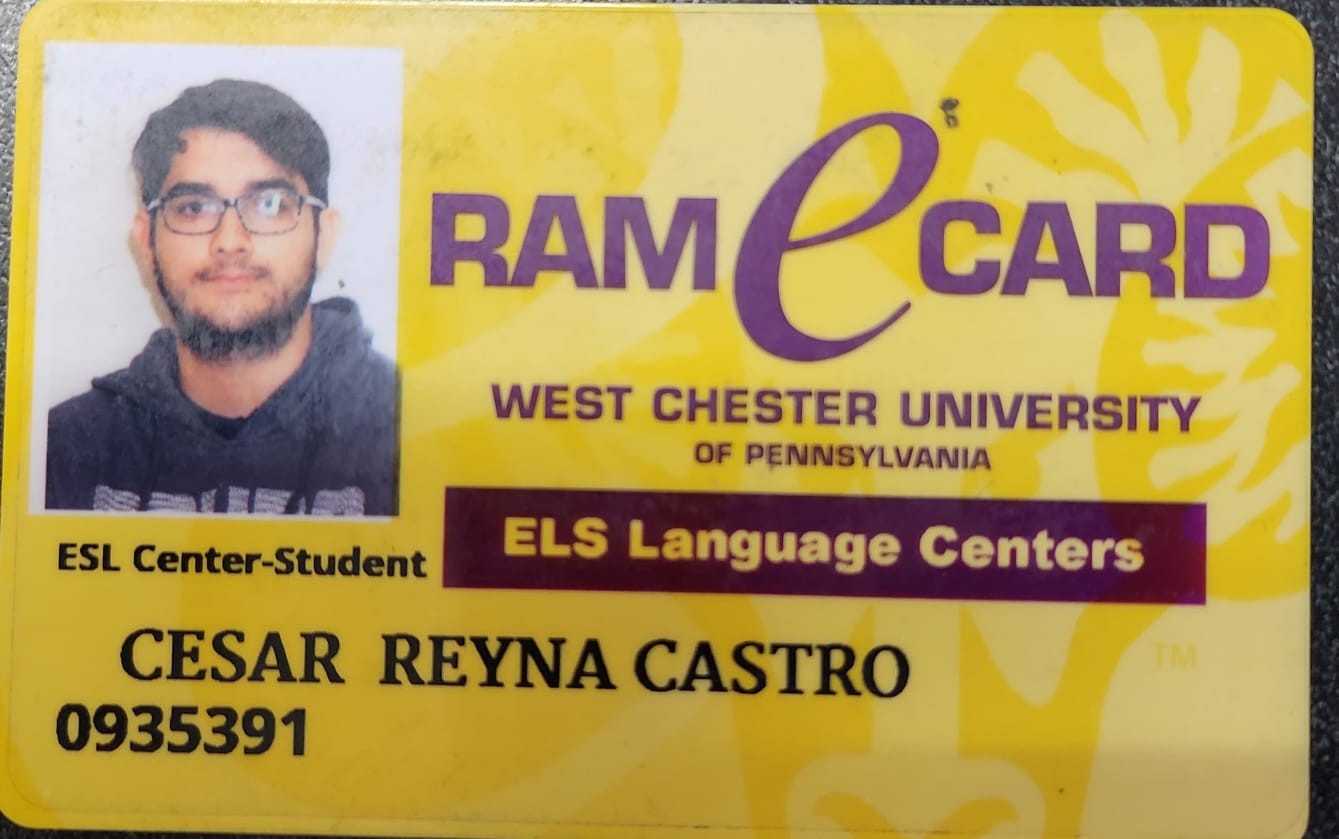 RAM e CARD
WEST CHESTER UNIVERSITY
OF PENNSYLVANIA
ELS Language Centers
ESL Center-Student
CESAR REYNA CASTRO
0935391
TM